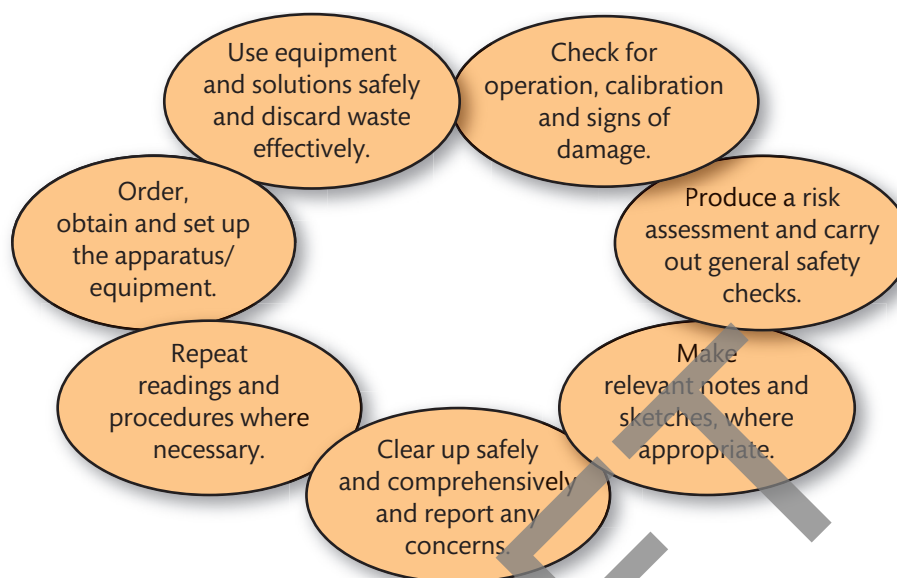 Use equipment
and solutions safely
and discard waste
effectively.
Check for
operation, calibration
and signs of
damage.
Order,
obtain and set up
the apparatus/
equipment.
Produce a risk
assessment and carry
out general safety
checks.
Repeat
readings and
procedures where
necessary.
Make
relevant notes and
sketches, where
appropriate.
Clear up safely
and comprehensively
and report any
concerns.